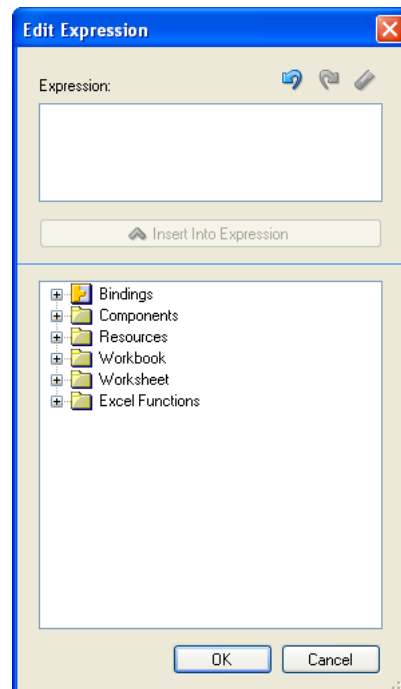 Edit Expression
Expression:
Insert Into Expression
Bindings
Components
Resources
Workbook
Worksheet
Excel Functions
OK
Cancel